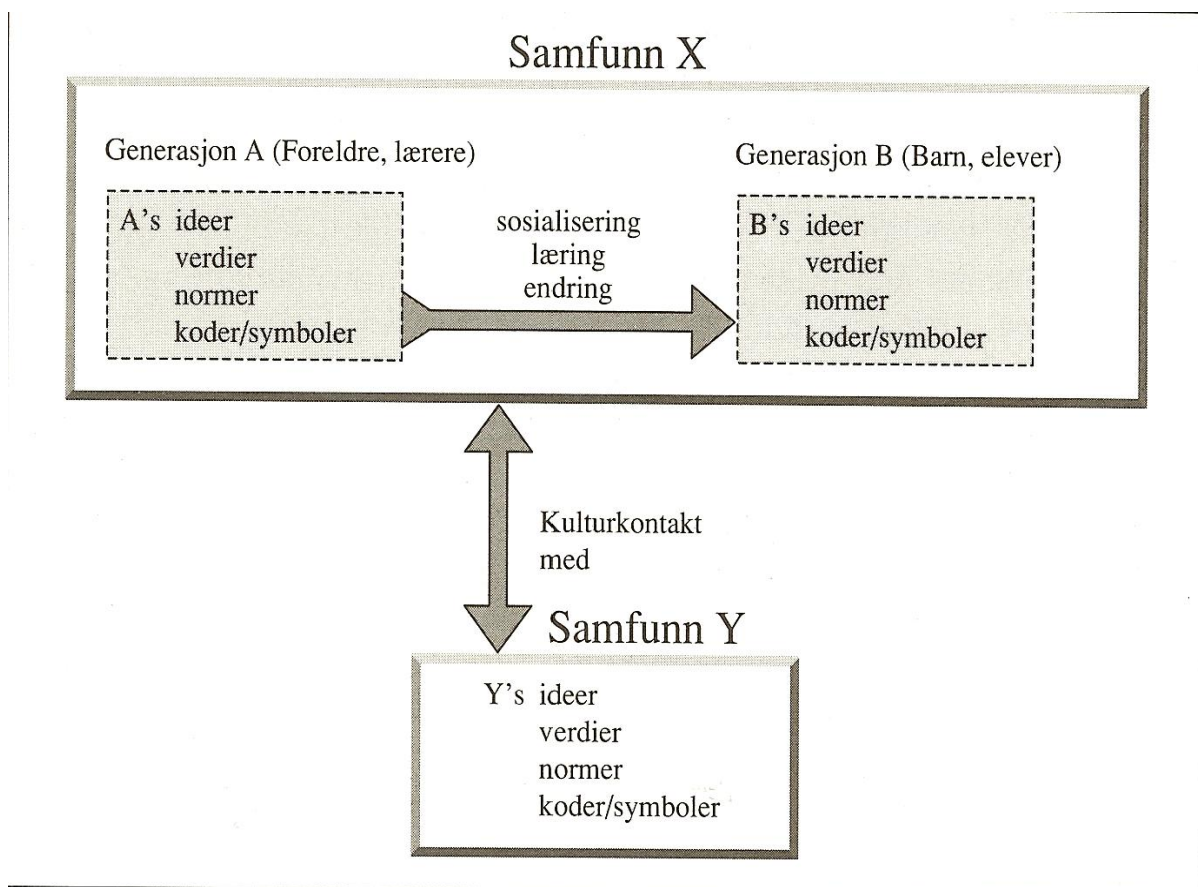 Samfunn X
Generasjon A (Foreldre, lærere)
A's ideer
verdier
normer
koder/symboler
sosialisering
læring
endring
Generasjon B (Barn, elever)
B's ideer
verdier
normer
koder/symboler
Kulturkontakt
med
Samfunn Y
Y's ideer
verdier
normer
koder/symboler